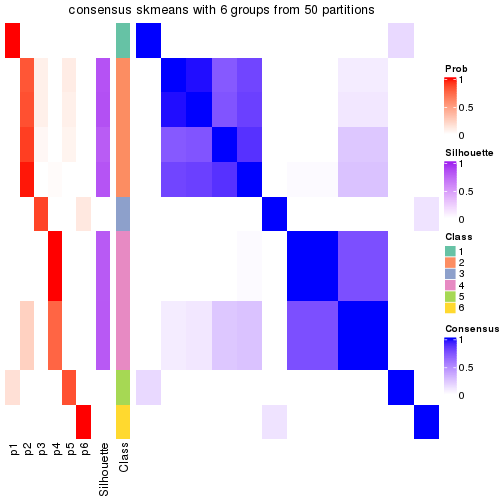 consensus skmeans with 6 groups from 50 partitions
Prob
1
0.5
0
Silhouette
1
0.5
0
Class
1
2
3
4
5
6
Consensus
1
0.5
0
p1
p2
p3
p4
p5
p6
Silhouette
Class